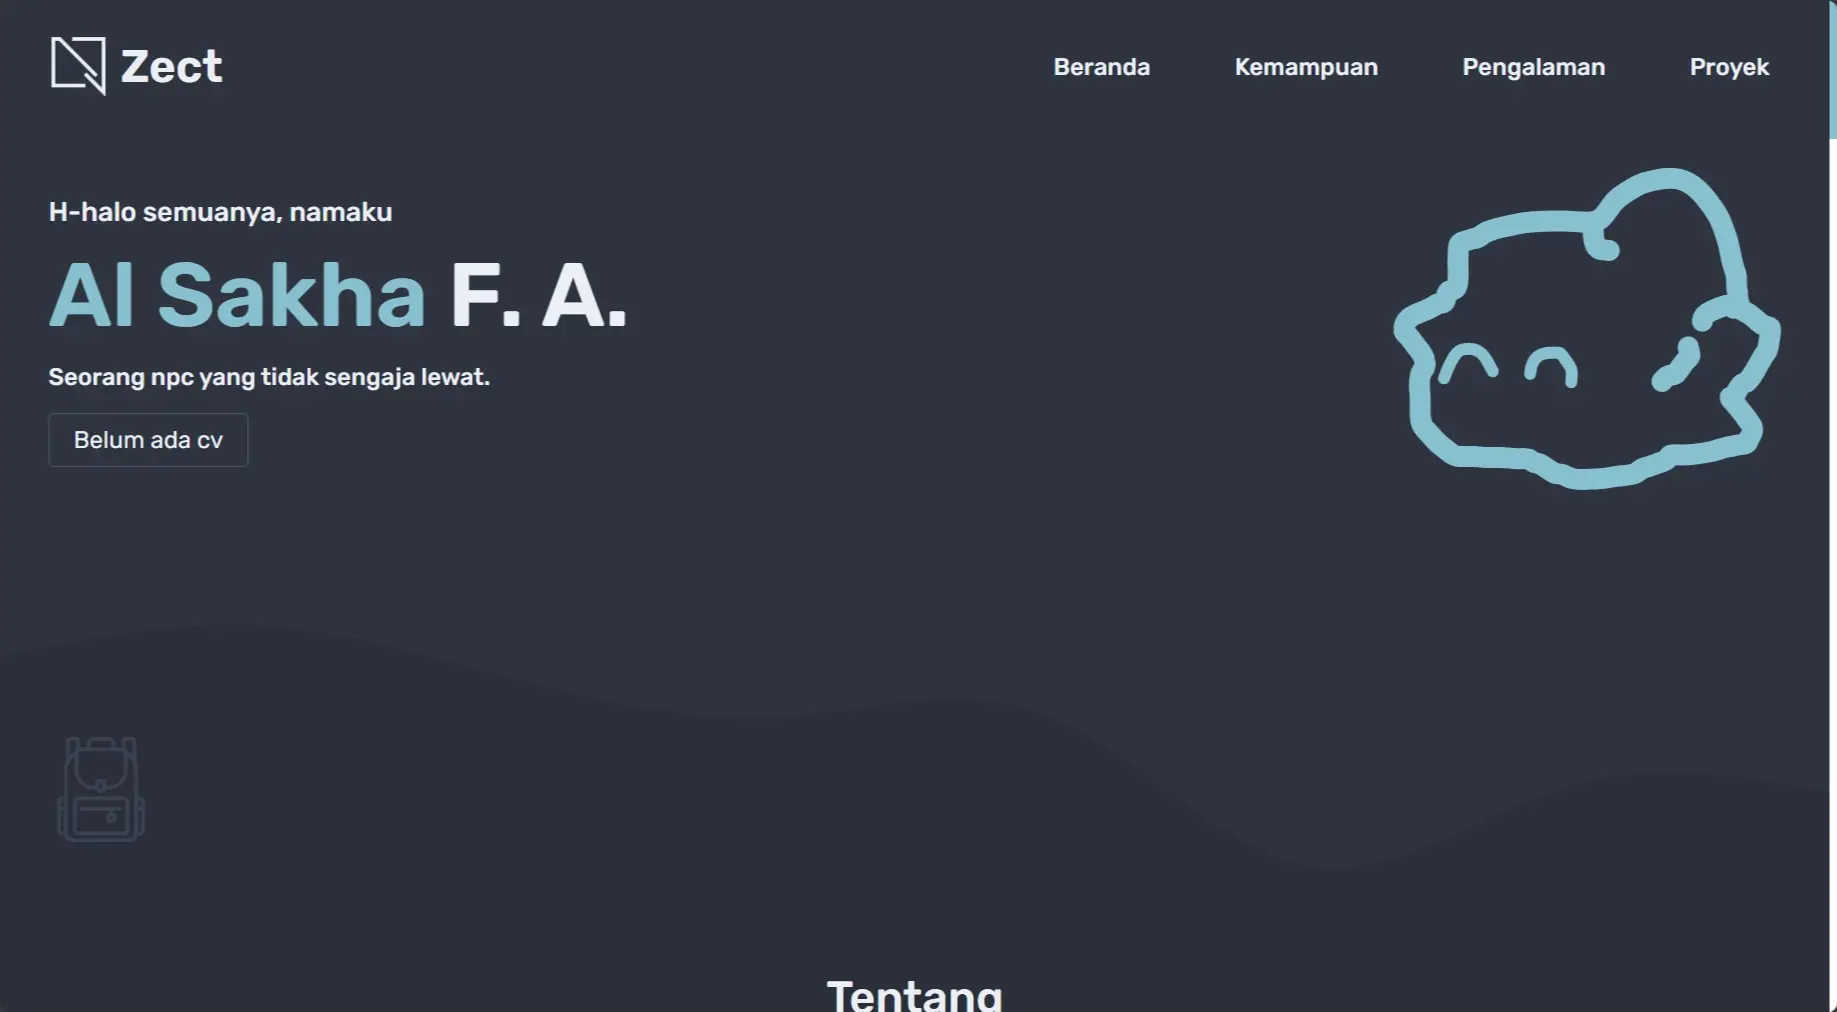 Zect
Beranda Kemampuan Pengalaman Proyek
H-halo semuanya, namaku
Al Sakha F. A.
Seorang npc yang tidak sengaja lewat.
Belum ada cv
Tentang